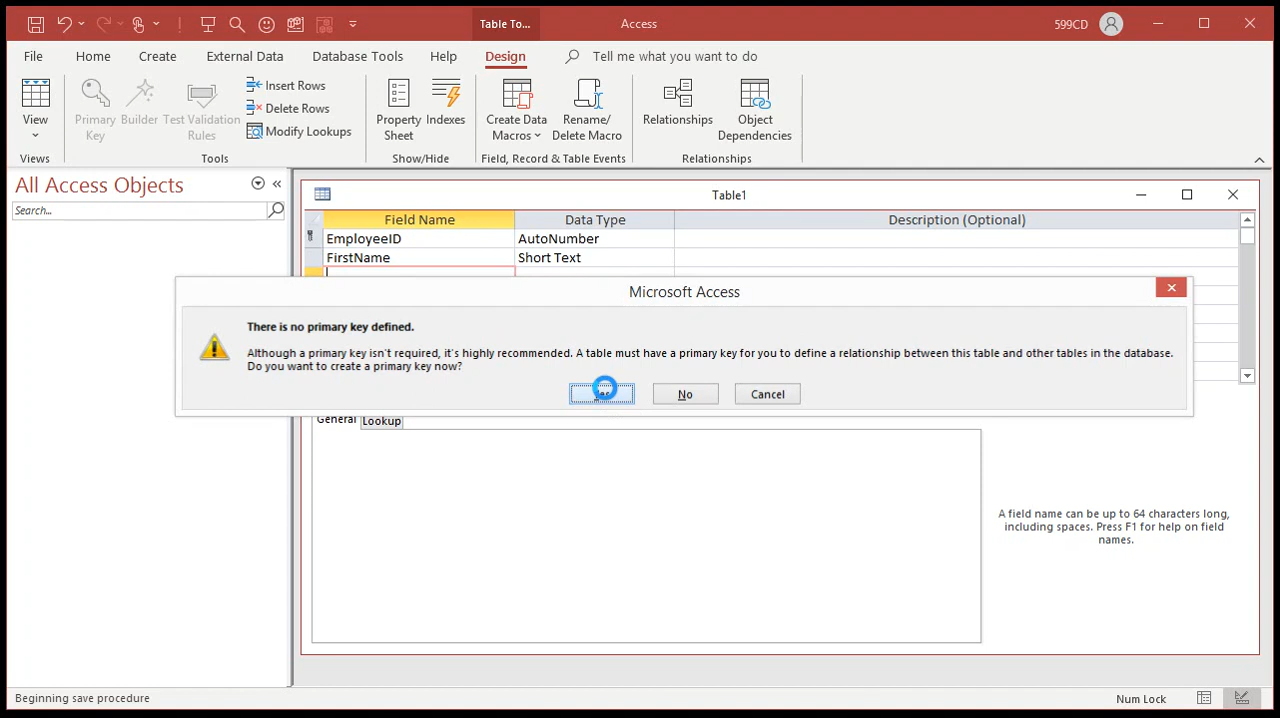 Table To...
Access
599CD
File Home Create External Data Database Tools Help Design Tell me what you want to do
View
Primary Key
Builder
Test Validation Rules
Insert Rows
Delete Rows
Modify Lookups
Property Sheet
Indexes
Create Data Macros
Rename/ Delete Macro
Relationships
Object Dependencies
Views Tools Show/Hide Field, Record & Table Events Relationships
All Access Objects
Search...
Table1
Field Name Data Type Description (Optional)
EmployeeID AutoNumber
FirstName Short Text
Microsoft Access
There is no primary key defined.
Although a primary key isn't required, it's highly recommended. A table must have a primary key for you to define a relationship between this table and other tables in the database.
Do you want to create a primary key now?
No Cancel
General Lookup
A field name can be up to 64 characters long,
including spaces. Press F1 for help on field
names.
Beginning save procedure
Num Lock